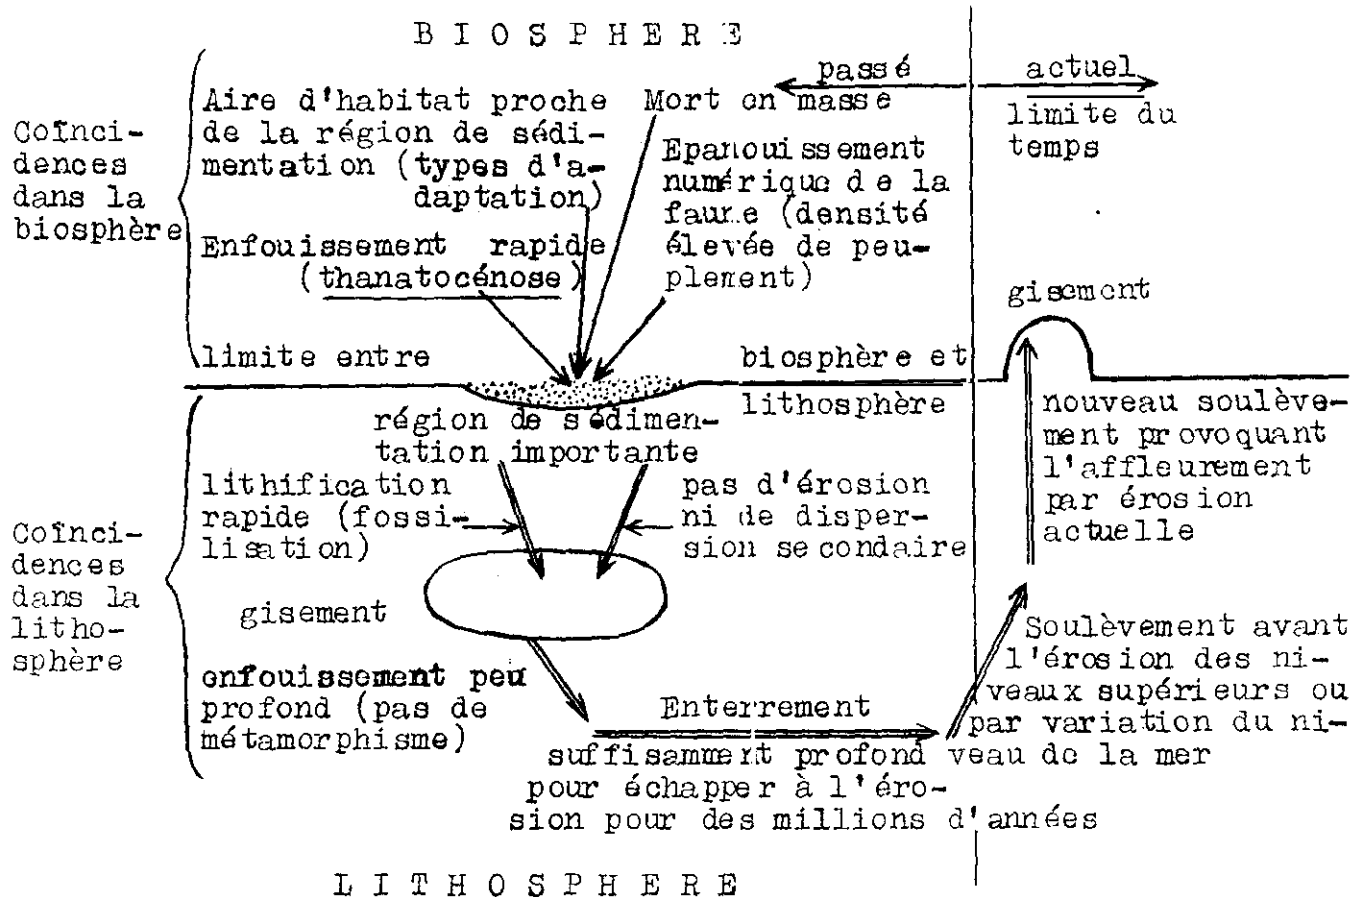 B I O S P H E R E
passé
actuel
limite du
temps
Coïnci-
dences
dans la
biosphère
Aire d'habitat proche
de la région de sédi-
mentation (types d'a-
daptation)
Enfouissement rapide
(thanatocénose)
Mort en masse
Epanouissement
numérique de la
faune (densité
élevée de peu-
plement)
gisement
limite entre
biosphère et
lithosphère
région de sédimen-
tation importante
Coïnci-
dences
dans la
litho-
sphère
lithification
rapide (fossi-
lisation)
pas d'érosion
ni de disper-
sion secondaire
gisement
enfouissement peu
profond (pas de
métamorphisme)
Enterrement
suffisamment profond
pour échapper à l'éro-
sion pour des millions d'années
nouveau soulève-
ment provoquant
l'affleurement
par érosion
actuelle
Soulèvement avant
l'érosion des ni-
veaux supérieurs ou
par variation du ni-
veau de la mer
L I T H O S P H E R E